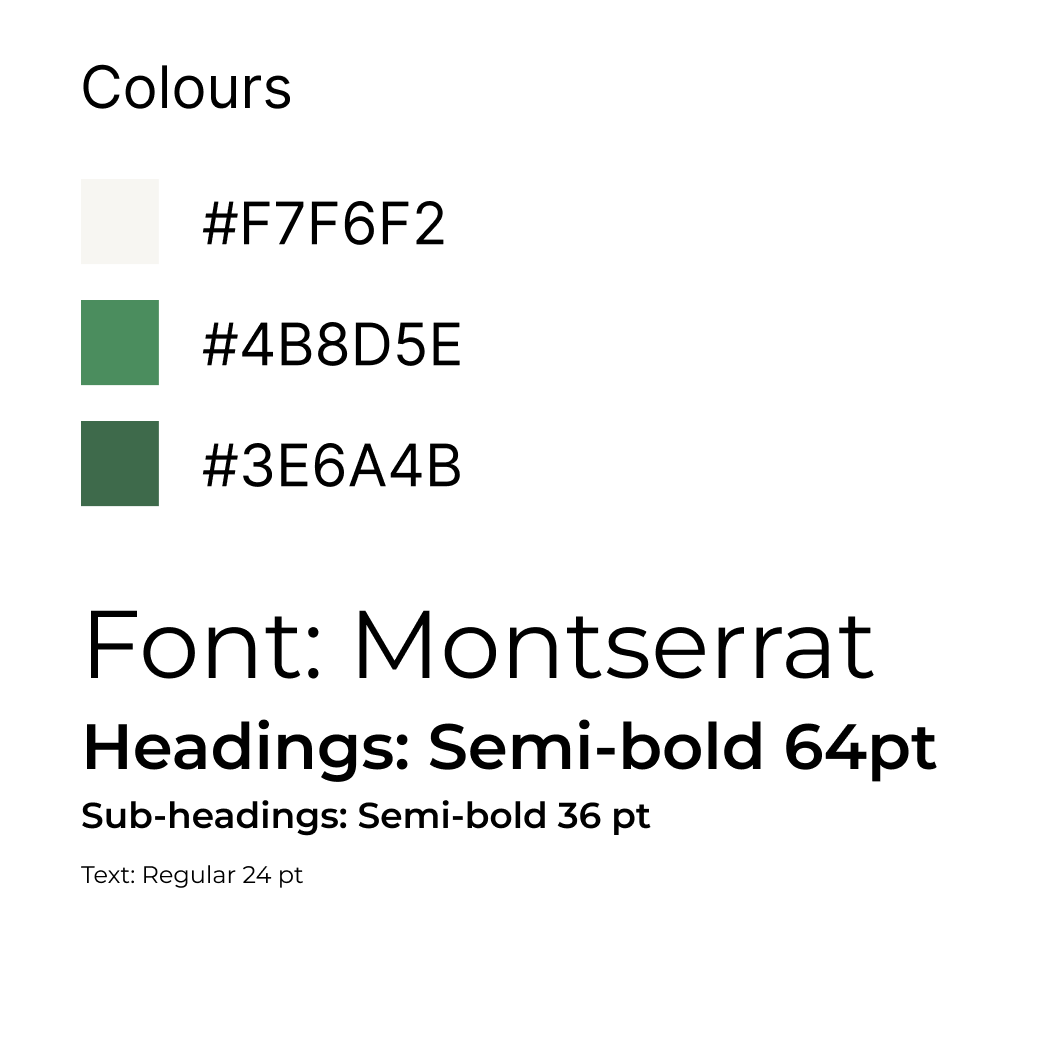 Colours
#F7F6F2
#4B8D5E
#3E6A4B
Font: Montserrat
Headings: Semi-bold 64pt
Sub-headings: Semi-bold 36 pt
Text: Regular 24 pt